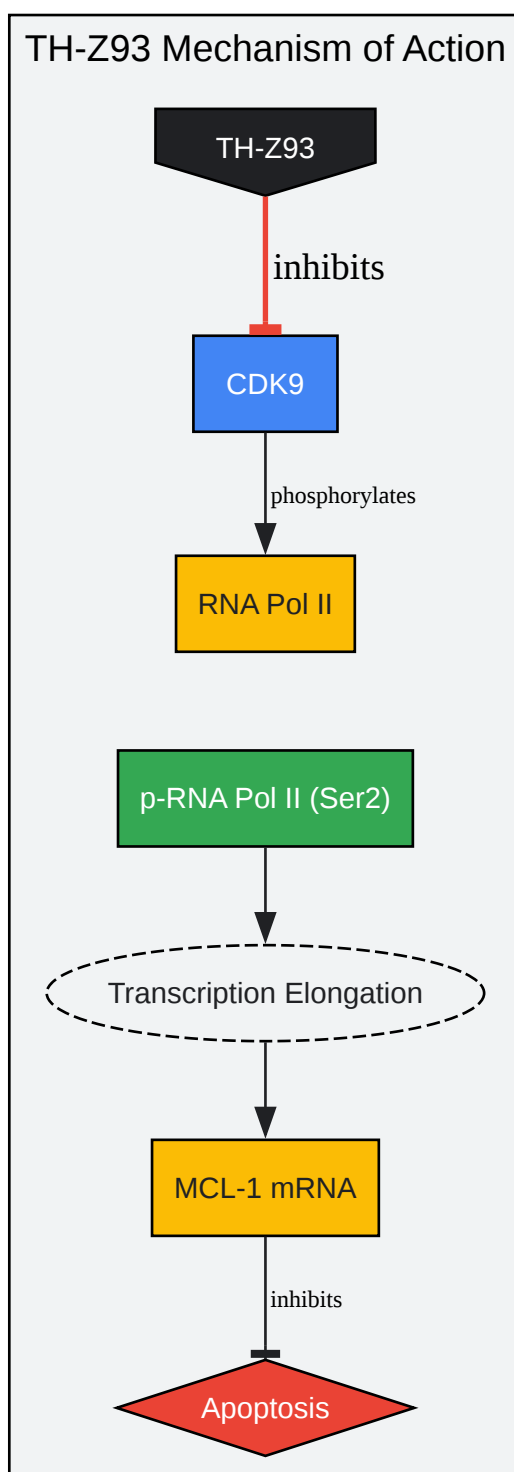 TH-Z93 Mechanism of Action
TH-Z93
inhibits
CDK9
phosphorylates
RNA Pol II
p-RNA Pol II (Ser2)
Transcription Elongation
MCL-1 mRNA
inhibits
Apoptosis